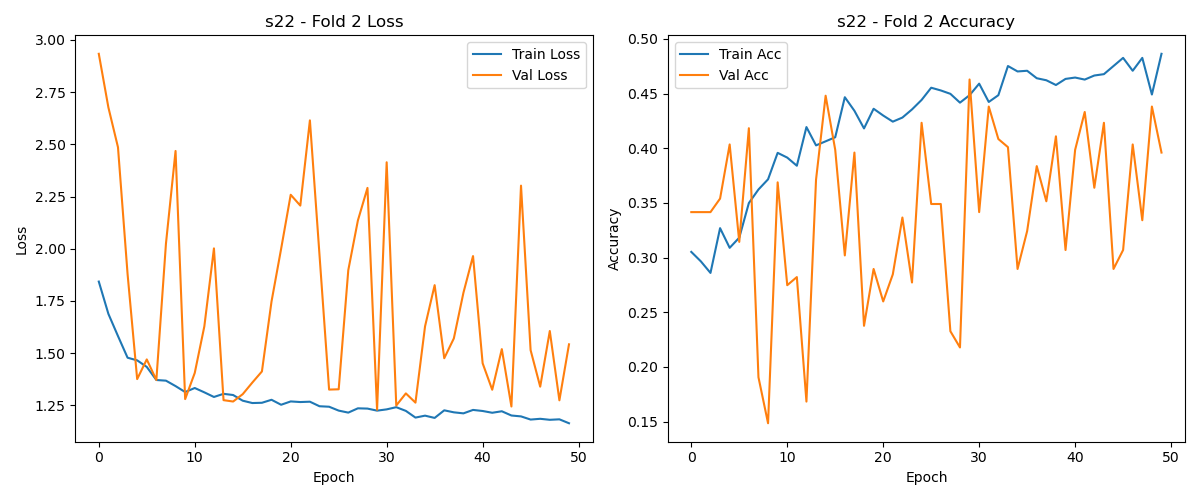 s22 - Fold 2 Loss
Loss
3.00
2.75
2.50
2.25
2.00
1.75
1.50
1.25
Train Loss
Val Loss
0
10
20
30
40
50
Epoch
s22 - Fold 2 Accuracy
Accuracy
0.50
0.45
0.40
0.35
0.30
0.25
0.20
0.15
Train Acc
Val Acc
0
10
20
30
40
50
Epoch